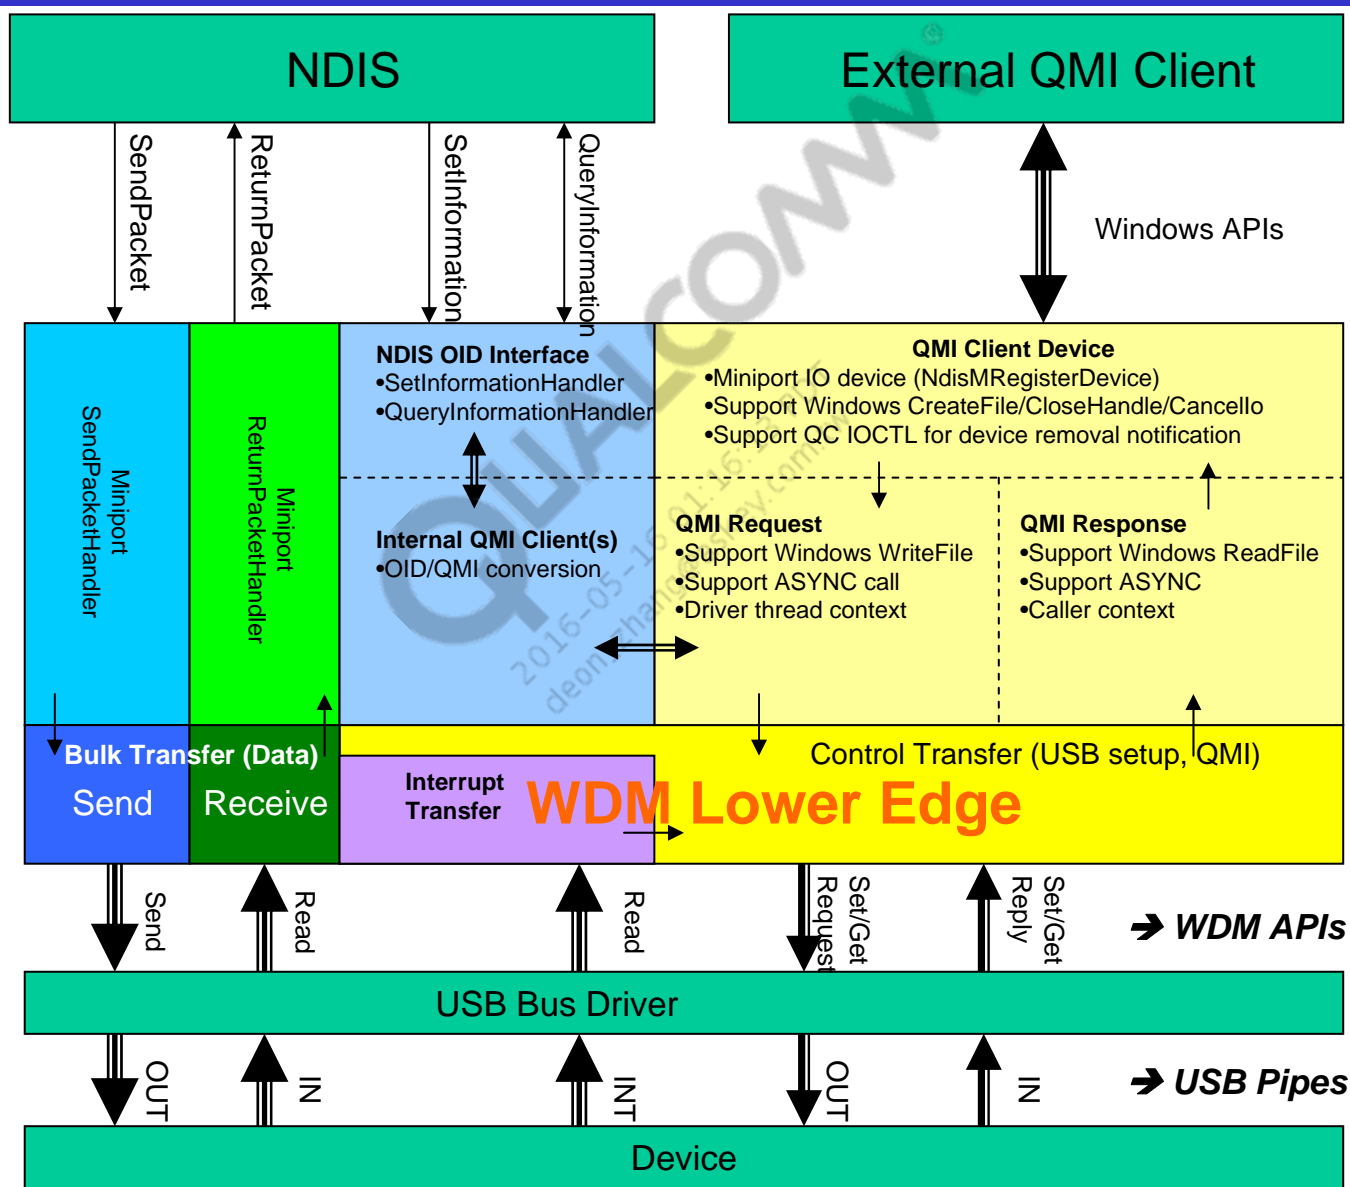 NDIS
External QMI Client
SendPacket
ReturnPacket
SetInformation
QueryInformation
Windows APIs
QUALCOMM®
Miniport
SendPacketHandler
Miniport
ReturnPacketHandler
NDIS OID Interface
•SetInformationHandler
•QueryInformationHandler
QMI Client Device
•Miniport IO device (NdisMRegisterDevice)
•Support Windows CreateFile/CloseHandle/CancelIo
•Support QC IOCTL for device removal notification
Internal QMI Client(s)
•OID/QMI conversion
QMI Request
•Support Windows WriteFile
•Support ASYNC call
•Driver thread context
QMI Response
•Support Windows ReadFile
•Support ASYNC
•Caller context
Bulk Transfer (Data)
Send
Receive
Interrupt
Transfer
Control Transfer (USB setup, QMI)
WDM Lower Edge
Send
Read
Read
Set/Get
Request
Set/Get
Reply
➔ WDM APIs
USB Bus Driver
OUT
IN
INT
OUT
IN
➔ USB Pipes
Device